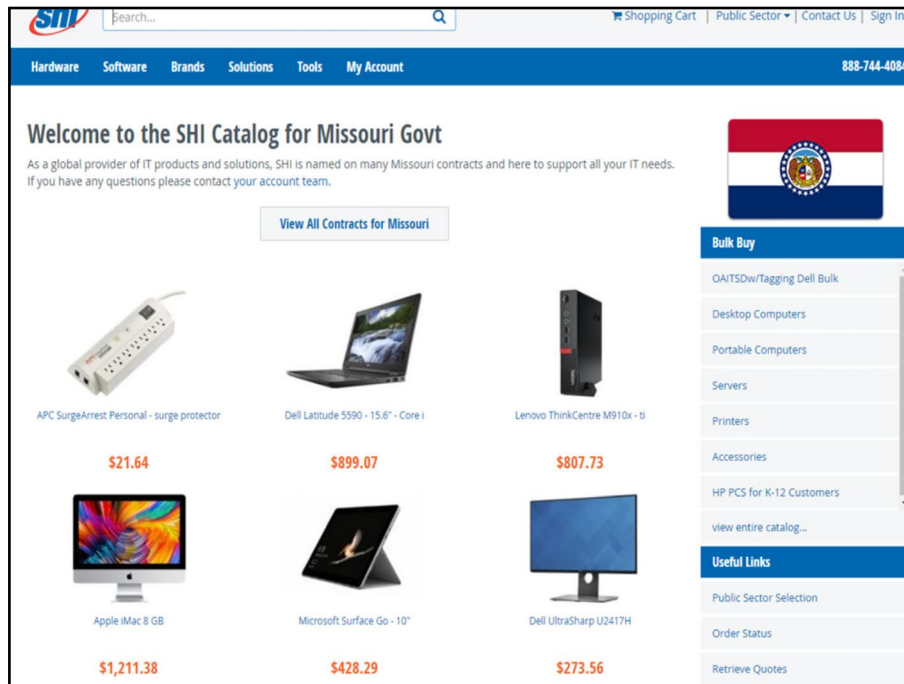 SHI
Search...
Shopping Cart | Public Sector | Contact Us | Sign In
Hardware Software Brands Solutions Tools My Account 888-744-4084
Welcome to the SHI Catalog for Missouri Govt
As a global provider of IT products and solutions, SHI is named on many Missouri contracts and here to support all your IT needs.
If you have any questions please contact your account team.
View All Contracts for Missouri
APC SurgeArrest Personal - surge protector
$21.64
Dell Latitude 5590 - 15.6" - Core i
$899.07
Lenovo ThinkCentre M910x - ti
$807.73
Apple iMac 8 GB
$1,211.38
Microsoft Surface Go - 10"
$428.29
Dell UltraSharp U2417H
$273.56
Bulk Buy
OAITSDw/Tagging Dell Bulk
Desktop Computers
Portable Computers
Servers
Printers
Accessories
HP PCS for K-12 Customers
view entire catalog...
Useful Links
Public Sector Selection
Order Status
Retrieve Quotes